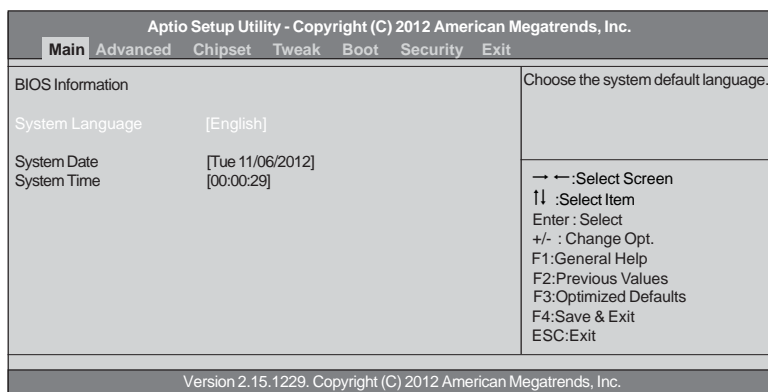 Aptio Setup Utility - Copyright (C) 2012 American Megatrends, Inc.
Main Advanced Chipset Tweak Boot Security Exit
BIOS Information
System Language [English]
System Date [Tue 11/06/2012]
System Time [00:00:29]
Choose the system default language.
→ ←:Select Screen
↑↓ :Select Item
Enter : Select
+/- : Change Opt.
F1:General Help
F2:Previous Values
F3:Optimized Defaults
F4:Save & Exit
ESC:Exit
Version 2.15.1229. Copyright (C) 2012 American Megatrends, Inc.